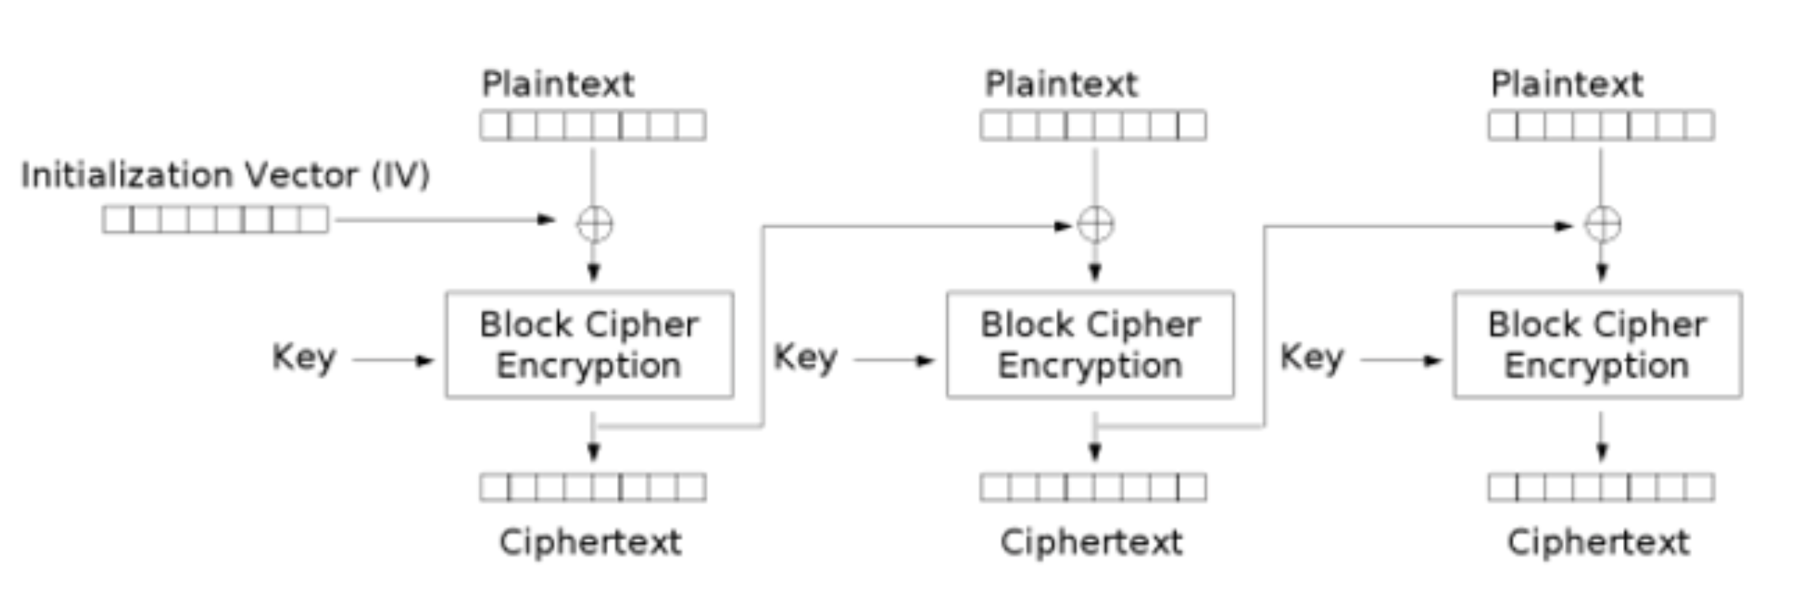 Plaintext
Plaintext
Plaintext
Initialization Vector (IV)
Key
Block Cipher
Encryption
Key
Block Cipher
Encryption
Key
Block Cipher
Encryption
Ciphertext
Ciphertext
Ciphertext